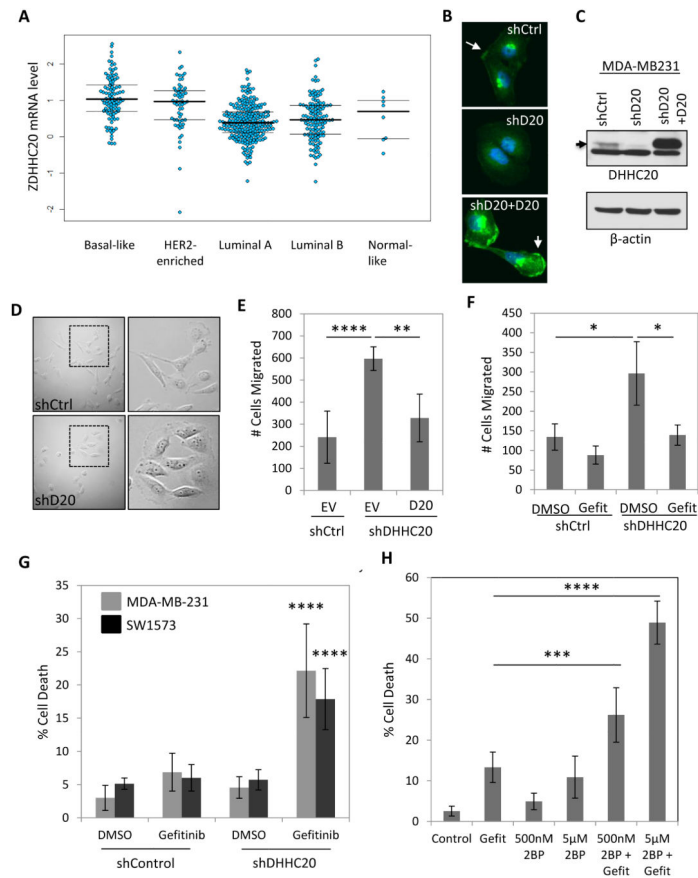 A
ZDHHC20 mRNA level
2
1
0
-1
-2
Basal-like
HER2-
enriched
Luminal A
Luminal B
Normal-
like
B
shCtrl
shD20
shD20+D20
C
MDA-MB231
shCtrl
shD20
shD20
+D20
DHHC20
β-actin
D
shCtrl
shD20
E
# Cells Migrated
800
700
600
500
400
300
200
100
0
****
**
EV
EV
D20
shCtrl
shDHHC20
F
# Cells Migrated
450
400
350
300
250
200
150
100
50
0
*
*
DMSO
Gefit
DMSO
Gefit
shCtrl
shDHHC20
G
% Cell Death
35
30
25
20
15
10
5
0
MDA-MB-231
SW1573
****
****
DMSO
Gefitinib
DMSO
Gefitinib
shControl
shDHHC20
H
% Cell Death
60
50
40
30
20
10
0
****
***
Control
Gefit
500nM
2BP
5μM
2BP
500nM
2BP +
Gefit
5μM
2BP +
Gefit